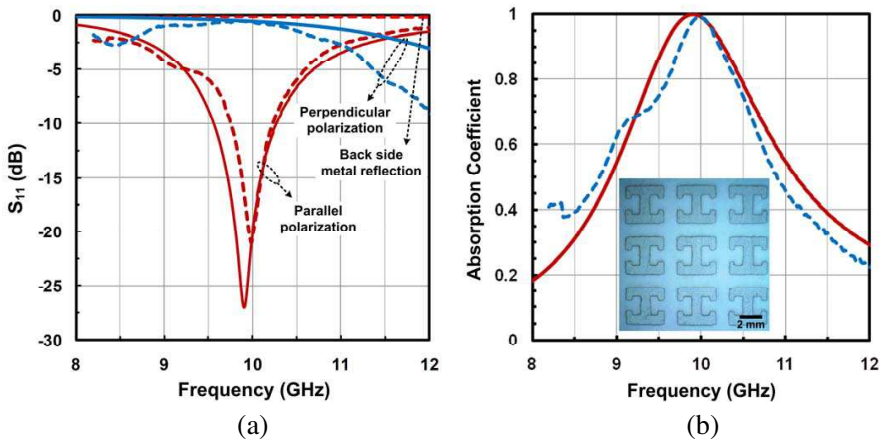 0
-5
-10
-15
-20
-25
-30
S11 (dB)
8
9
10
11
12
Frequency (GHz)
Perpendicular
polarization
Back side
metal reflection
Parallel
polarization
(a)
1
0.8
0.6
0.4
0.2
0
Absorption Coefficient
8
9
10
11
12
Frequency (GHz)
2 mm
(b)